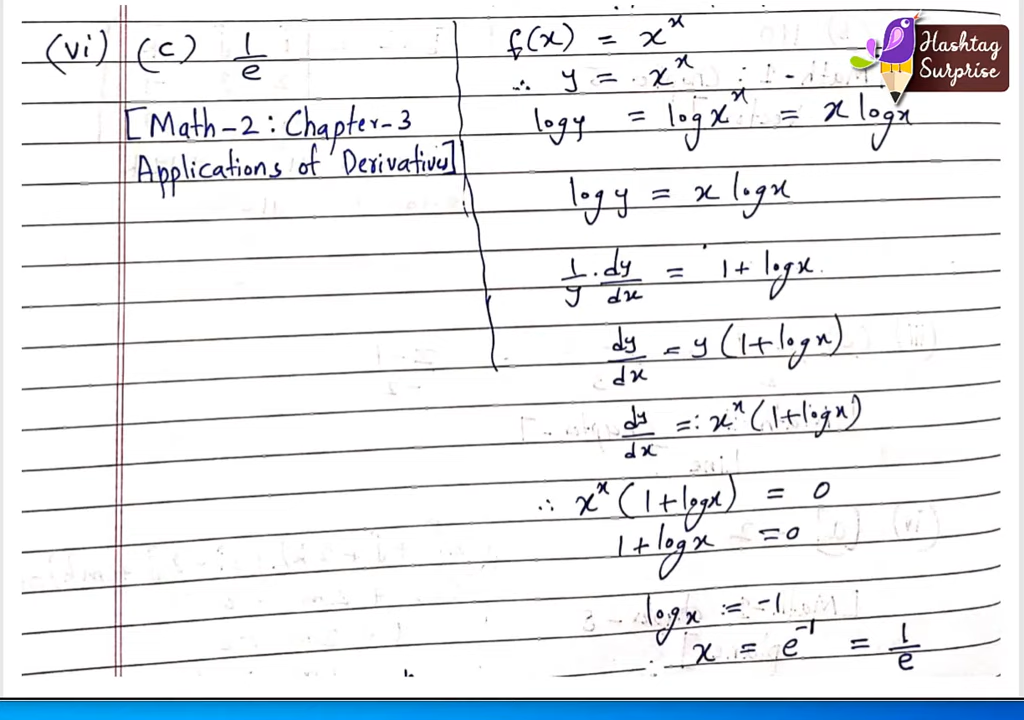 (vi) (c) 1/e
[Math-2: Chapter-3
Applications of Derivatives]
f(x) = x^x
∴ y = x^x
log y = log x^x = x log x
log y = x log x
1/y . dy/dx = 1 + log x.
dy/dx = y (1 + log x)
dy/dx = x^x (1 + log x)
∴ x^x (1 + log x) = 0
1 + log x = 0
log x = -1
x = e^-1 = 1/e
Hashtag
Surprise